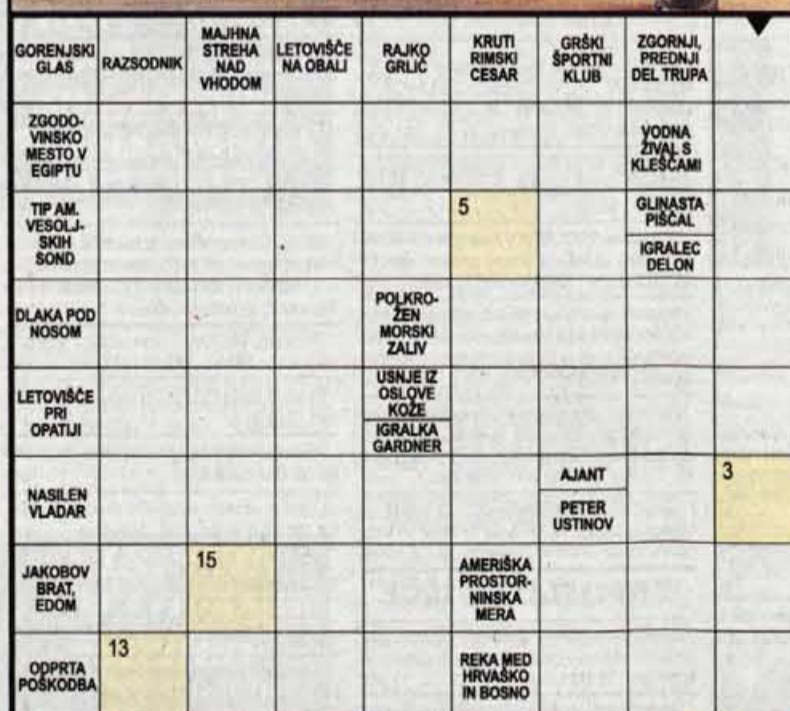 GORENJSKI
GLAS
RAZSODNIK
MAJHNA
STREHA
NAD
VHODOM
LETOVIŠČE
NA OBALI
RAJKO
GRLIĆ
KRUTI
RIMSKI
CESAR
GRŠKI
ŠPORTNI
KLUB
ZGORNJI,
PREDNJI
DEL TRUPA
ZGODO-
VINSKO
MESTO V
EGIPTU
VODNA
ŽIVAL S
KLEŠČAMI
TIP AM.
VESOLJ-
SKIH
SOND
5
GLINASTA
PIŠČAL
IGRALEC
DELON
DLAKA POD
NOSOM
POLKRO-
ŽEN
MORSKI
ZALIV
LETOVIŠČE
PRI
OPATIJI
USNJE IZ
OSLOVE
KOŽE
IGRALKA
GARDNER
NASILEN
VLADAR
AJANT
PETER
USTINOV
3
JAKOBOV
BRAT,
EDOM
15
AMERIŠKA
PROSTOR-
NINSKA
MERA
ODPRTA
POŠKODBA
13
REKA MED
HRVAŠKO
IN BOSNO